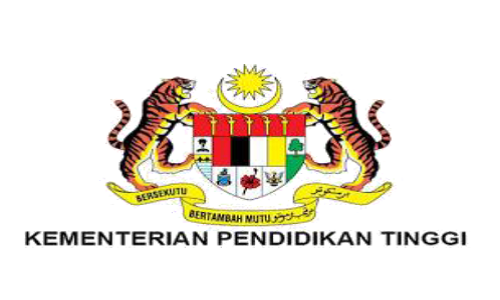 BERSEKUTU
BERTAMBAH MUTU
KEMENTERIAN PENDIDIKAN TINGGI